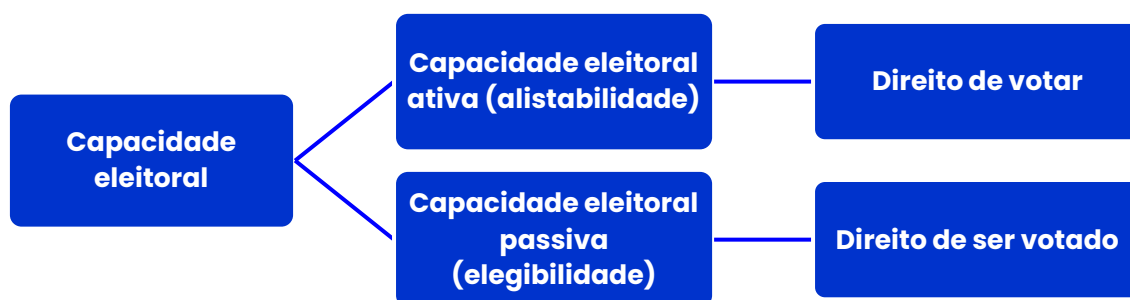 Capacidade
eleitoral
Capacidade eleitoral
ativa (alistabilidade)
Direito de votar
Capacidade eleitoral
passiva
(elegibilidade)
Direito de ser votado